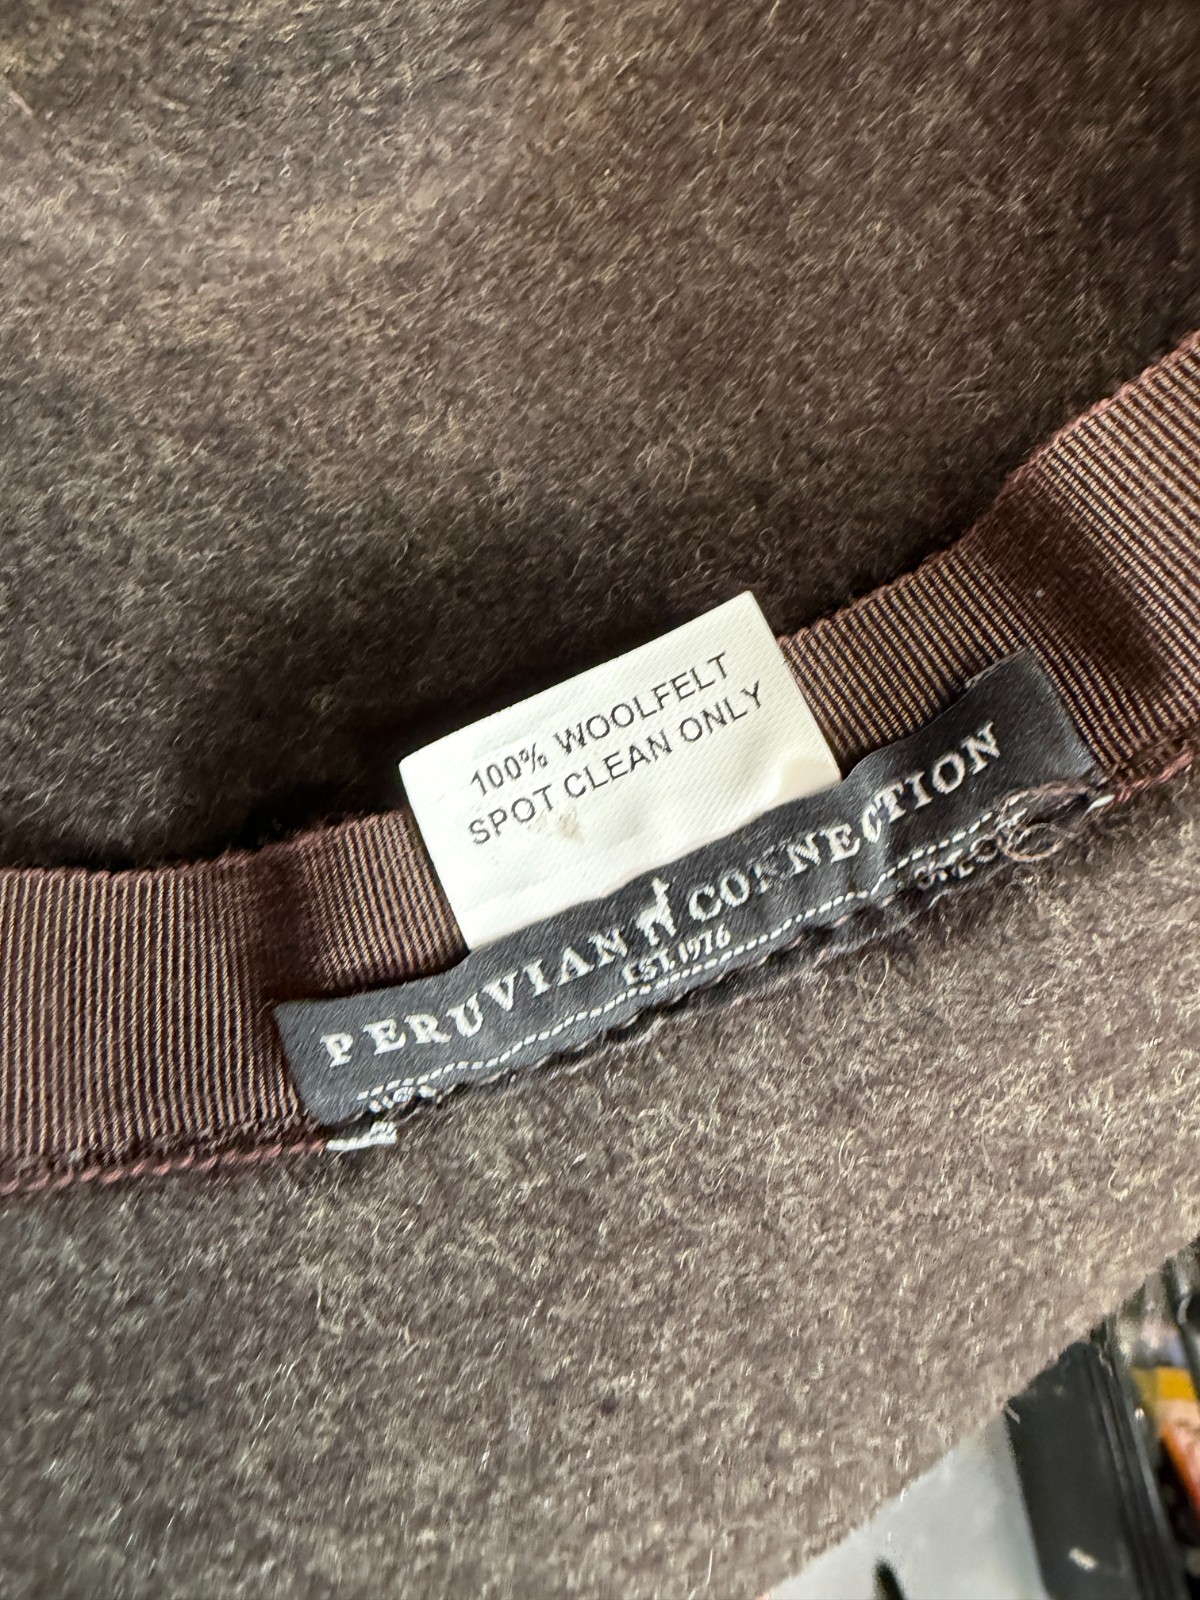 100% WOOLFELT
SPOT CLEAN ONLY
PERUVIAN CONNECTION
EST. 1976